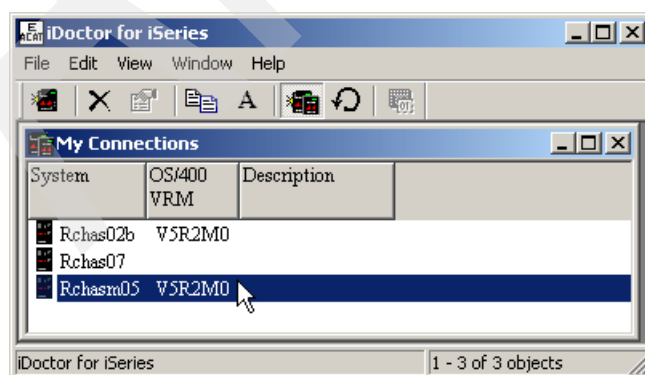 iDoctor for iSeries
File Edit View Window Help
A
My Connections
System OS/400 VRM Description
Rchas02b V5R2M0
Rchas07
Rchasm05 V5R2M0
iDoctor for iSeries 1 - 3 of 3 objects